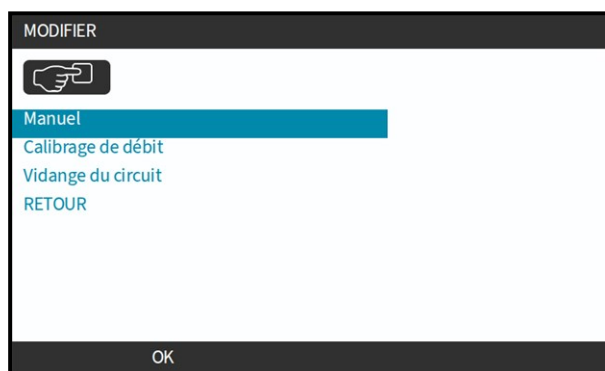 MODIFIER
Manuel
Calibrage de débit
Vidange du circuit
RETOUR
OK